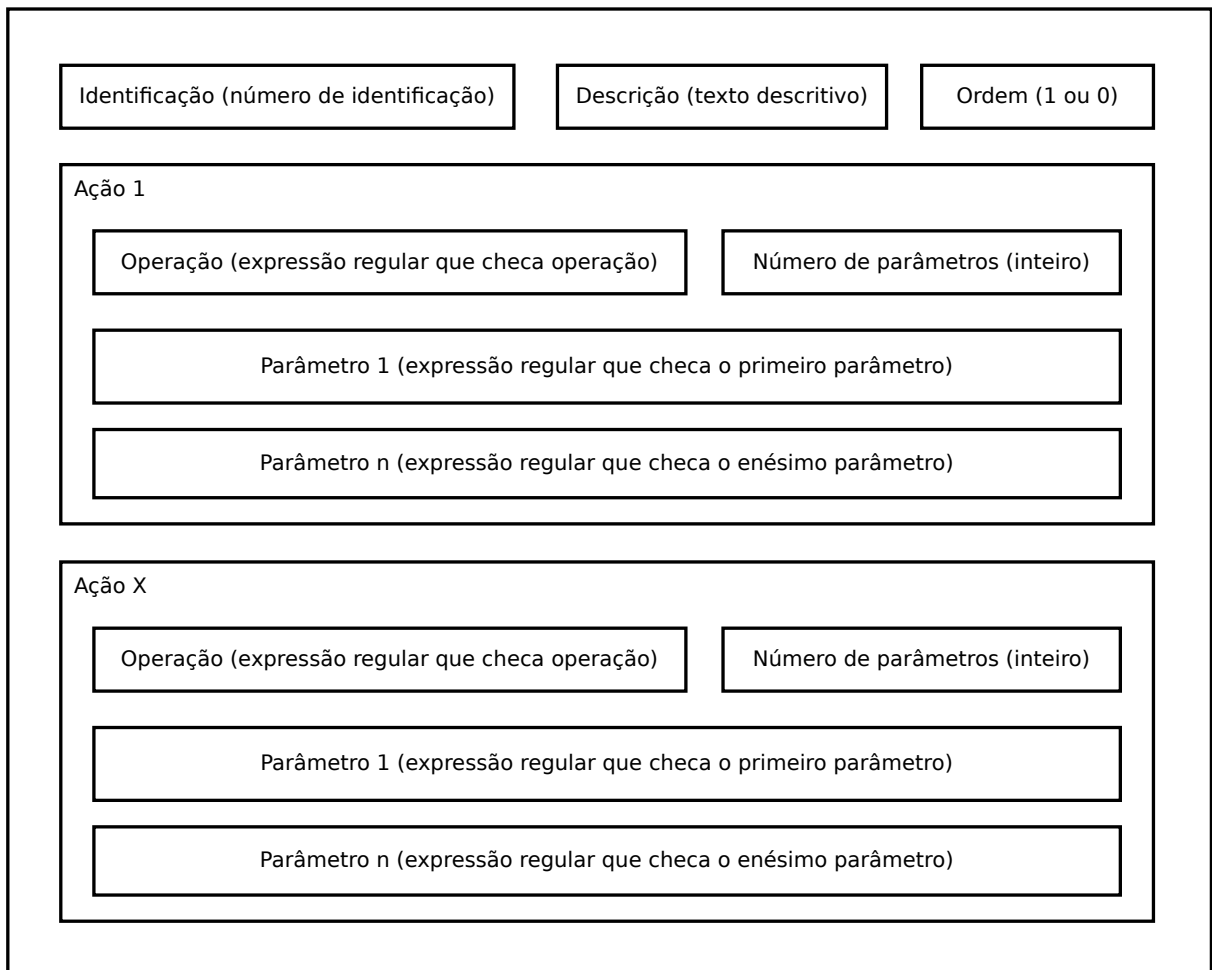 Identificação (número de identificação)
Descrição (texto descritivo)
Ordem (1 ou 0)
Ação 1
Operação (expressão regular que checa operação)
Número de parâmetros (inteiro)
Parâmetro 1 (expressão regular que checa o primeiro parâmetro)
Parâmetro n (expressão regular que checa o enésimo parâmetro)
Ação X
Operação (expressão regular que checa operação)
Número de parâmetros (inteiro)
Parâmetro 1 (expressão regular que checa o primeiro parâmetro)
Parâmetro n (expressão regular que checa o enésimo parâmetro)